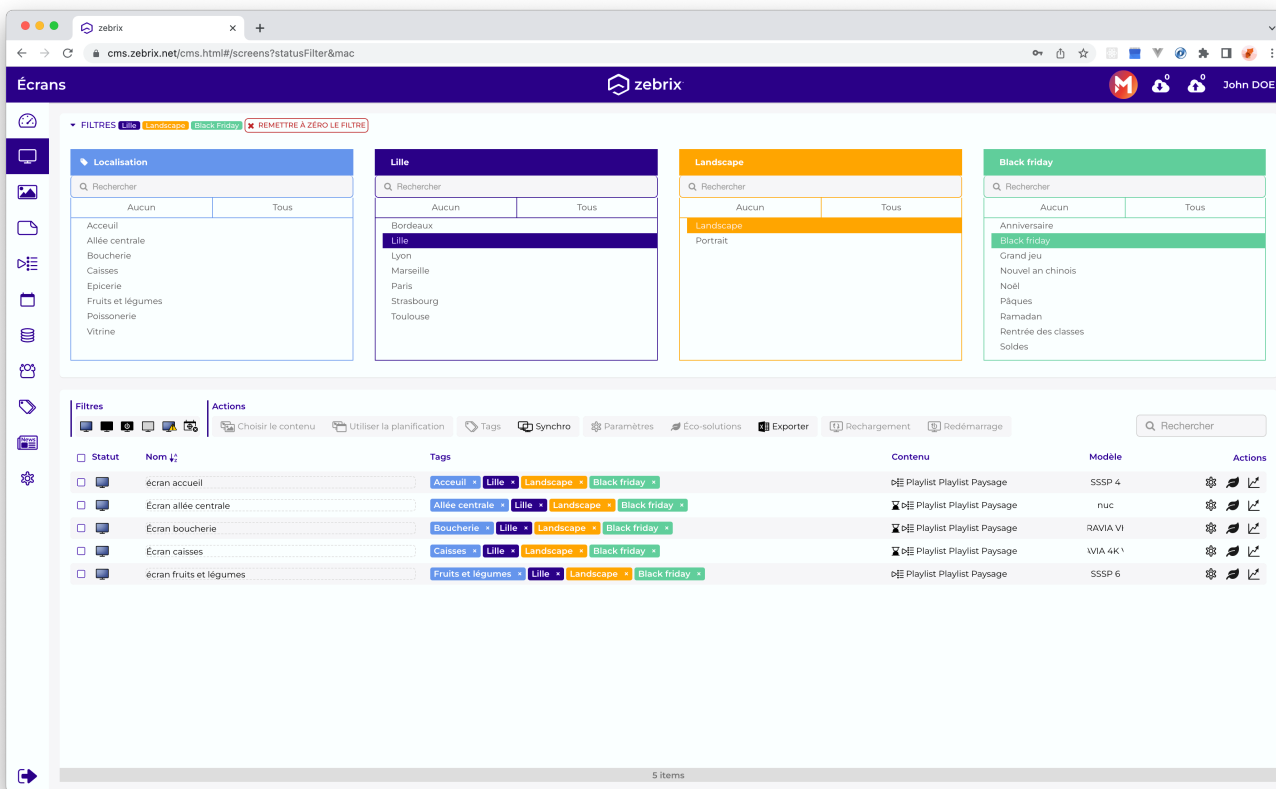 zebrix
cms.zebrix.net/cms.html#/screens?statusFilter&mac
Écrans
zebrix
M
0
0
John DOE
FILTRES Lille Landscape Black Friday REMETTRE À ZÉRO LE FILTRE
Localisation
Rechercher
Aucun Tous
Acceuil
Allée centrale
Boucherie
Caisses
Epicerie
Fruits et légumes
Poissonerie
Vitrine
Lille
Rechercher
Aucun Tous
Bordeaux
Lille
Lyon
Marseille
Paris
Strasbourg
Toulouse
Landscape
Rechercher
Aucun Tous
Landscape
Portrait
Black friday
Rechercher
Aucun Tous
Anniversaire
Black friday
Grand jeu
Nouvel an chinois
Noël
Pâques
Ramadan
Rentrée des classes
Soldes
News
Filtres Actions
Choisir le contenu Utiliser la planification Tags Synchro Paramètres Éco-solutions Exporter Rechargement Redémarrage Rechercher
Statut Nom Tags Contenu Modèle Actions
écran accueil Acceuil × Lille × Landscape × Black friday × Playlist Playlist Paysage SSSP 4
Écran allée centrale Allée centrale × Lille × Landscape × Black friday × Playlist Playlist Paysage nuc
Écran boucherie Boucherie × Lille × Landscape × Black friday × Playlist Playlist Paysage RAVIA
Écran caisses Caisses × Lille × Landscape × Black friday × Playlist Playlist Paysage 4K
écran fruits et légumes Fruits et légumes × Lille × Landscape × Black friday × Playlist Playlist Paysage SSSP 6
5 items